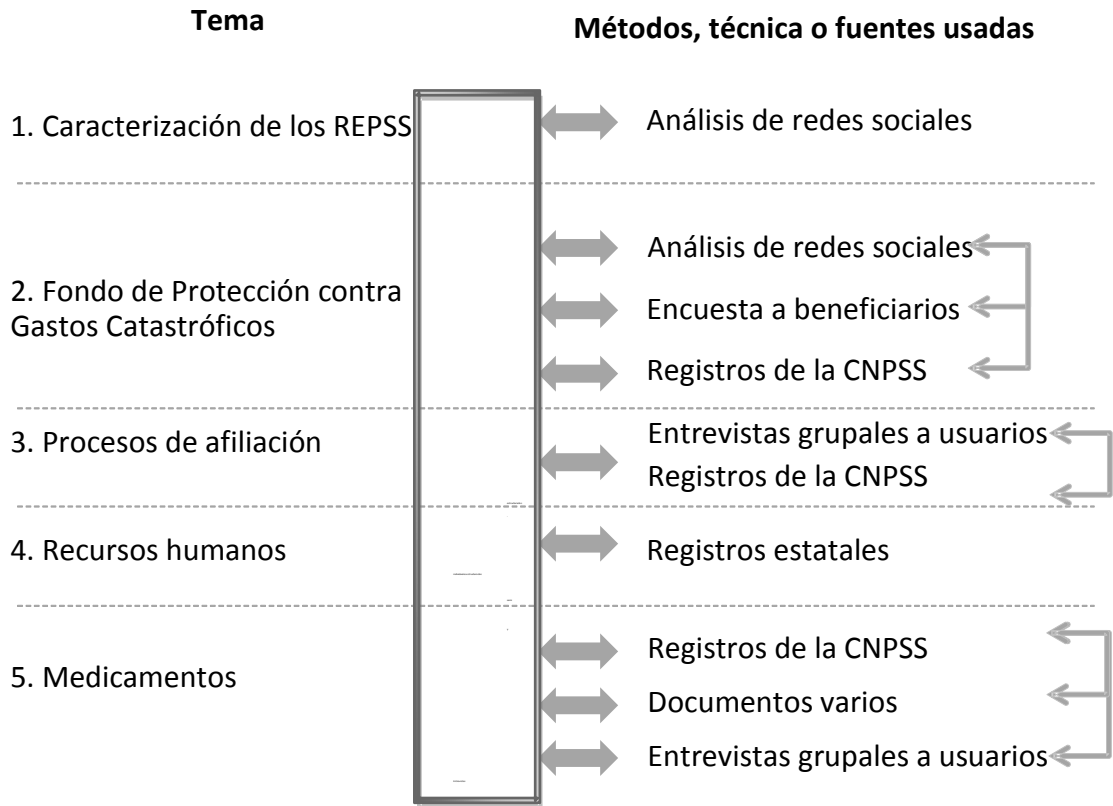 Tema
Métodos, técnica o fuentes usadas
1. Caracterización de los REPSS
Análisis de redes sociales
2. Fondo de Protección contra
Gastos Catastróficos
Análisis de redes sociales
Encuesta a beneficiarios
Registros de la CNPSS
3. Procesos de afiliación
Entrevistas grupales a usuarios
Registros de la CNPSS
4. Recursos humanos
Registros estatales
5. Medicamentos
Registros de la CNPSS
Documentos varios
Entrevistas grupales a usuarios